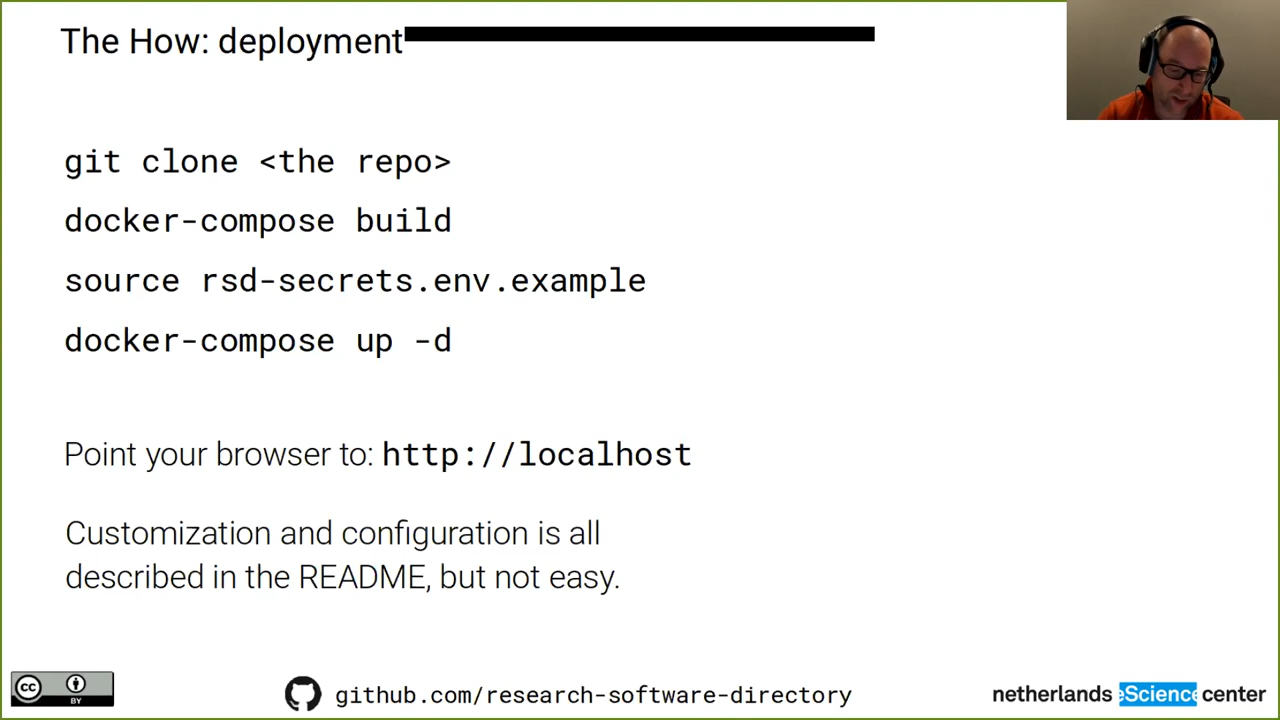 The How: deployment
git clone <the repo>
docker-compose build
source rsd-secrets.env.example
docker-compose up -d
Point your browser to: http://localhost
Customization and configuration is all
described in the README, but not easy.
cc
BY
github.com/research-software-directory
netherlands eScience center